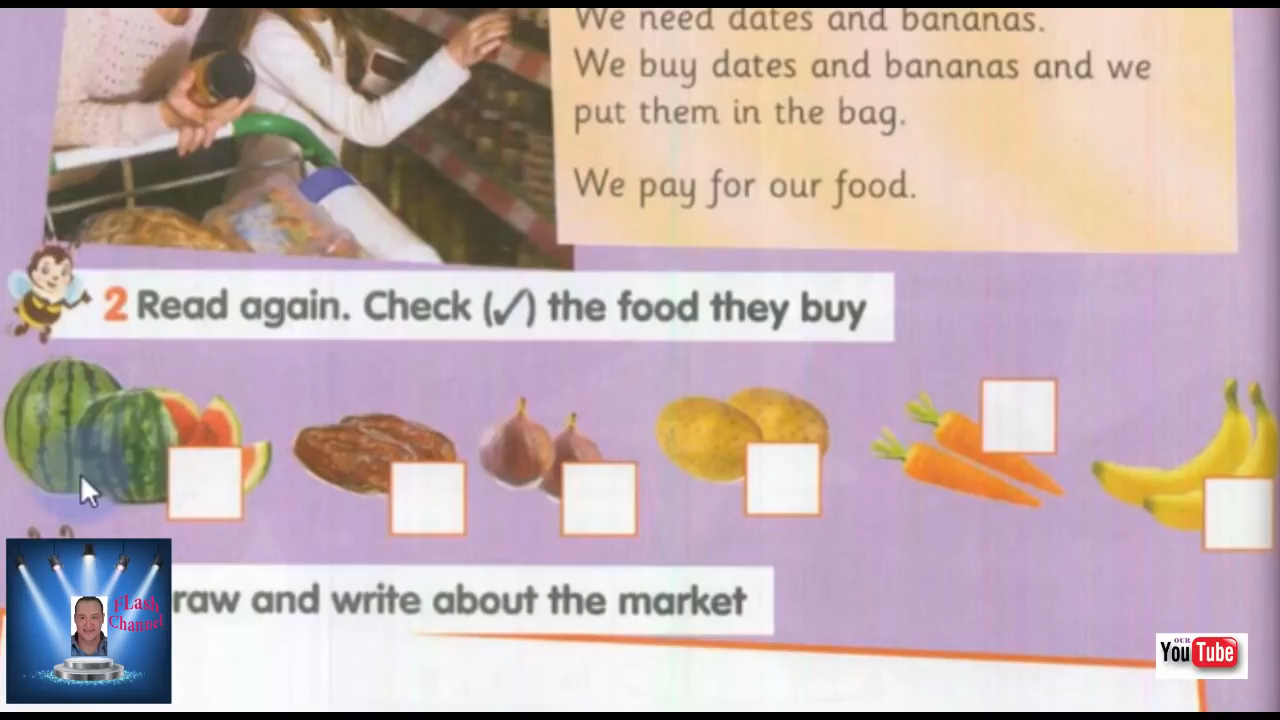 We need dates and bananas.
We buy dates and bananas and we
put them in the bag.
We pay for our food.
2 Read again. Check (✓) the food they buy
raw and write about the market
FLash
Channel
OUR
YouTube